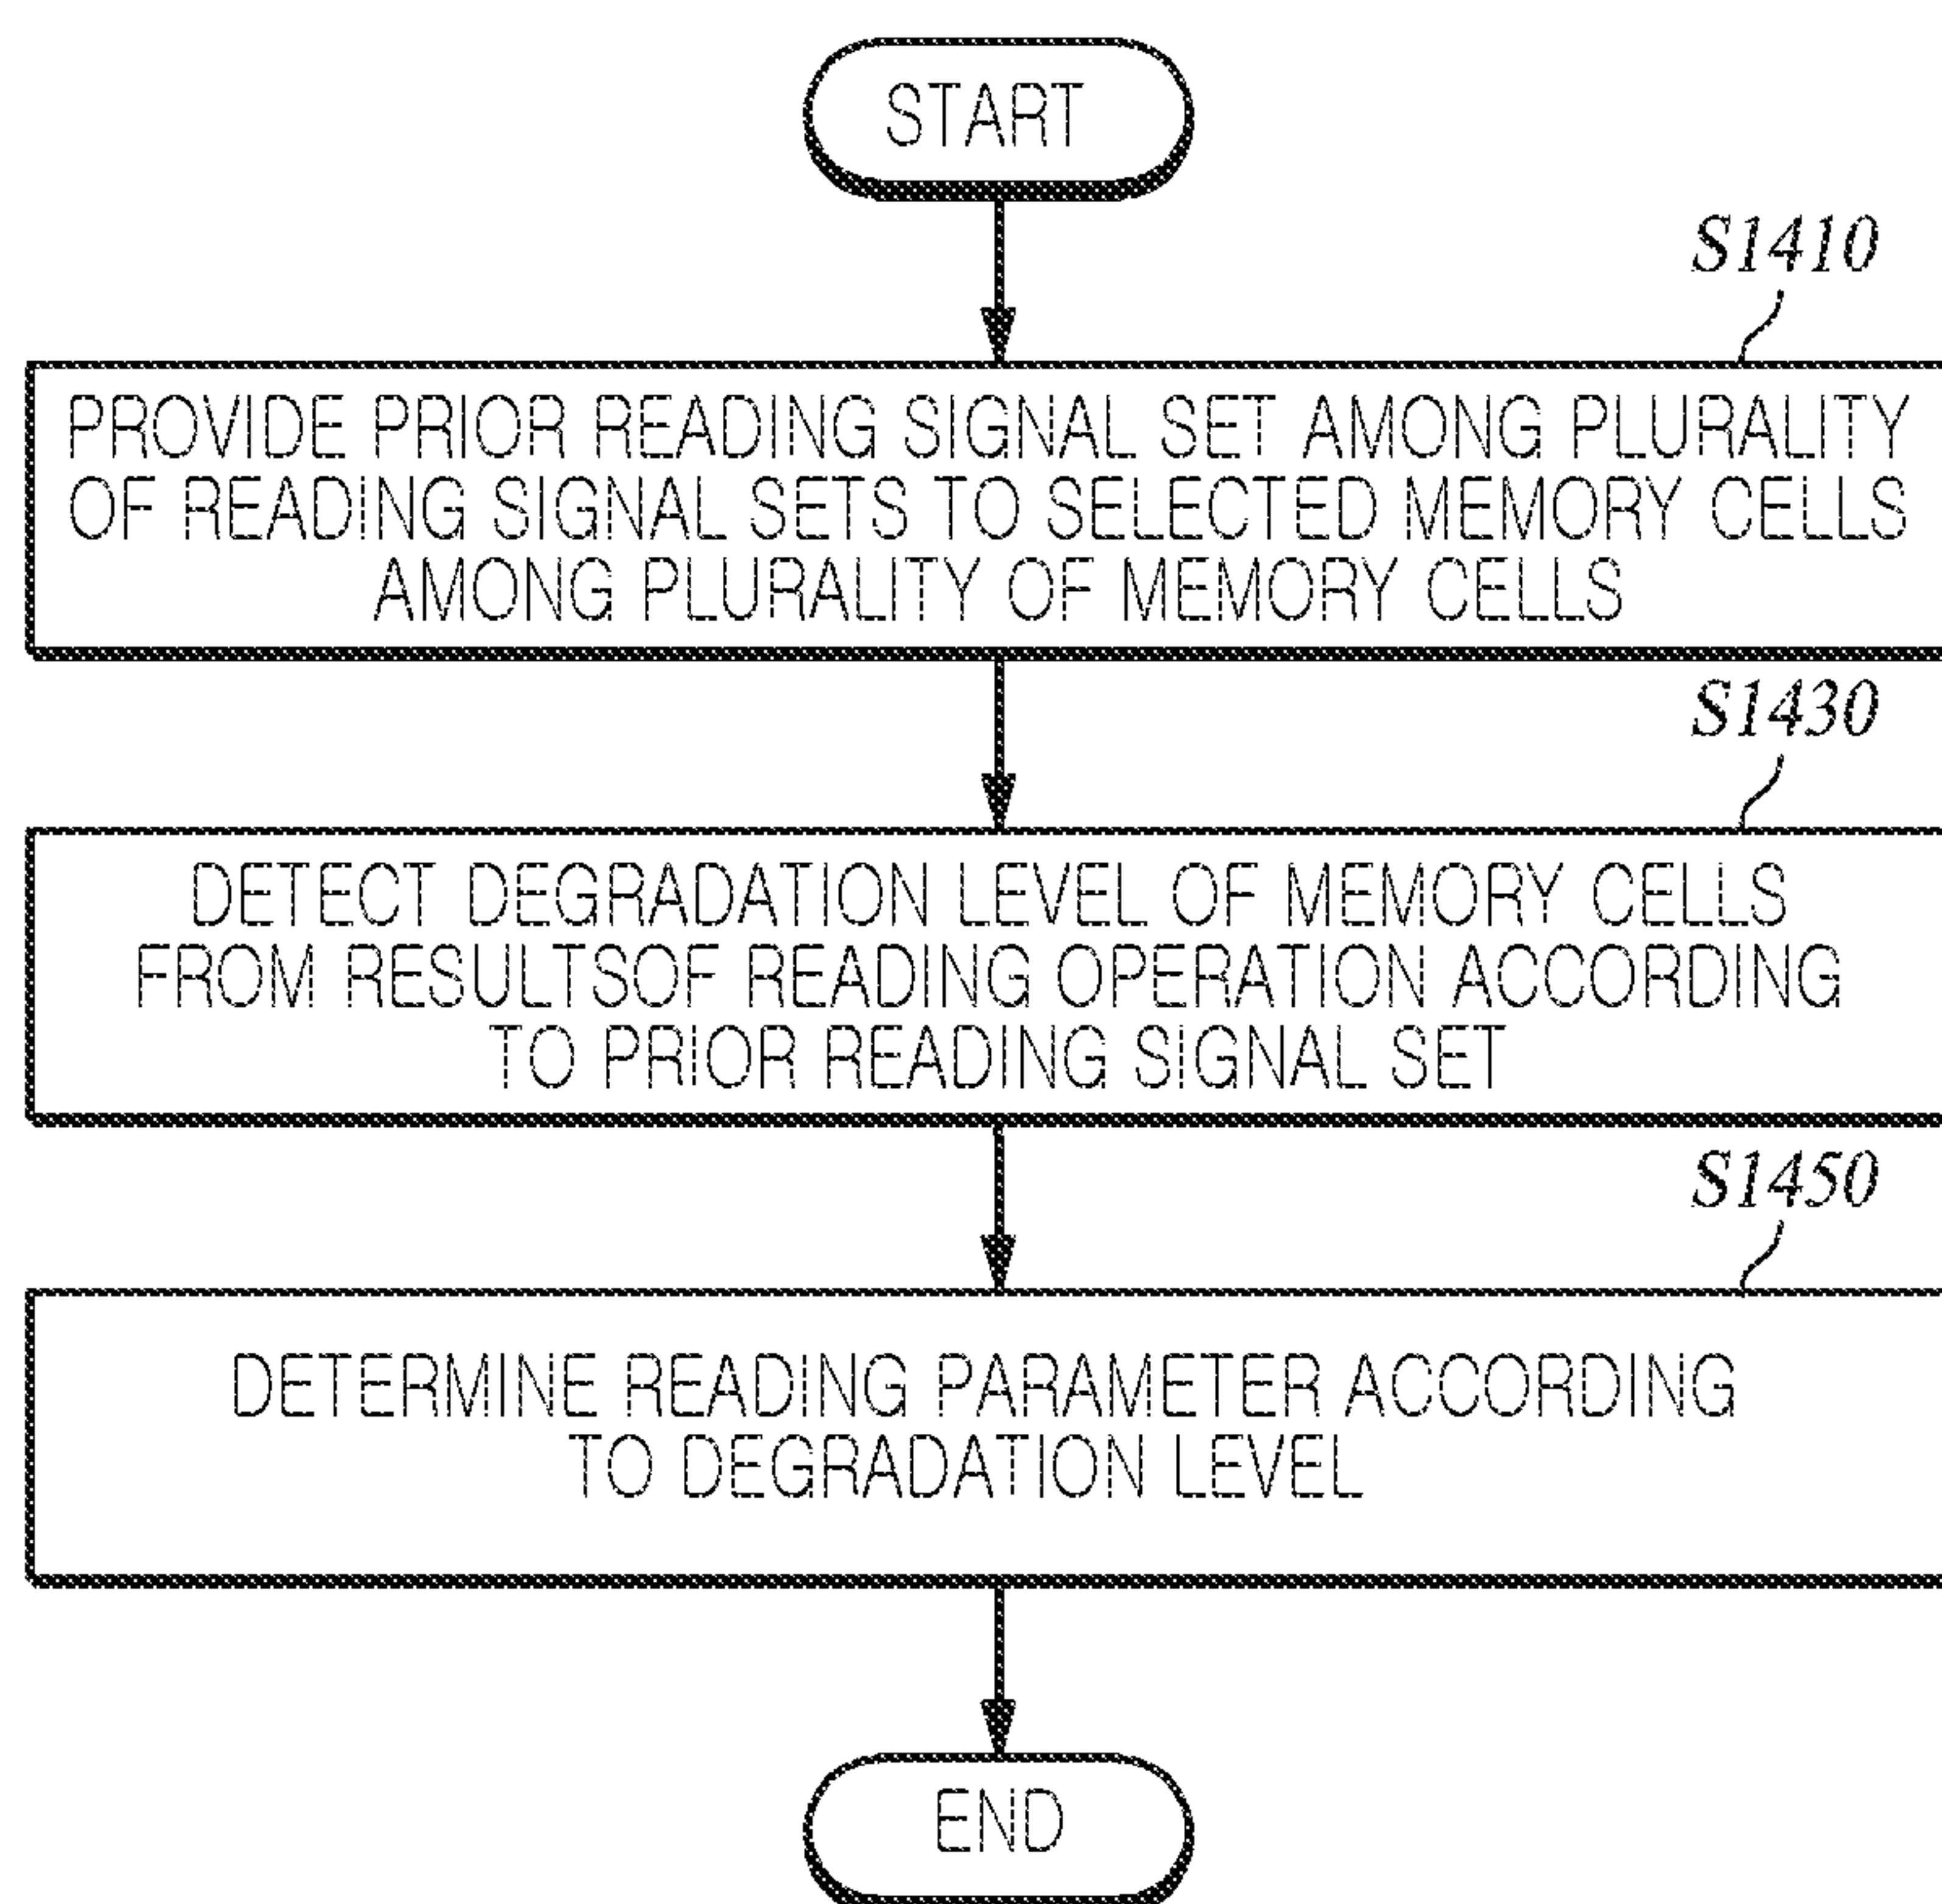 START
S1410
PROVIDE PRIOR READING SIGNAL SET AMONG PLURALITY
OF READING SIGNAL SETS TO SELECTED MEMORY CELLS
AMONG PLURALITY OF MEMORY CELLS
S1430
DETECT DEGRADATION LEVEL OF MEMORY CELLS
FROM RESULTSOF READING OPERATION ACCORDING
TO PRIOR READING SIGNAL SET
S1450
DETERMINE READING PARAMETER ACCORDING
TO DEGRADATION LEVEL
END